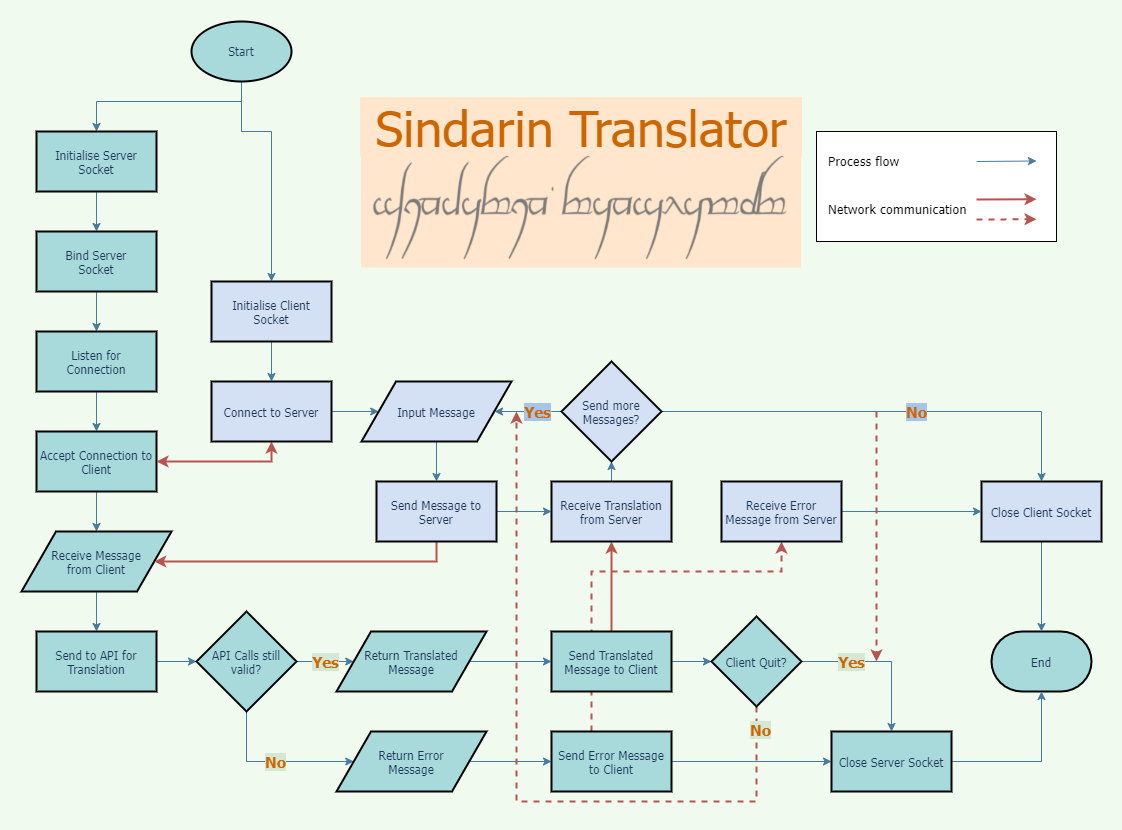 Start
Sindarin Translator
Process flow
Network communication
Initialise Server
Socket
Bind Server
Socket
Listen for
Connection
Accept Connection to
Client
Receive Message
from Client
Send to API for
Translation
Initialise Client
Socket
Connect to Server
Input Message
Yes
Send more
Messages?
No
Send Message to
Server
Receive Translation
from Server
Receive Error
Message from Server
Close Client Socket
API Calls still
valid?
Yes
Return Translated
Message
Send Translated
Message to Client
Client Quit?
Yes
End
No
Return Error
Message
Send Error Message
to Client
No
Close Server Socket